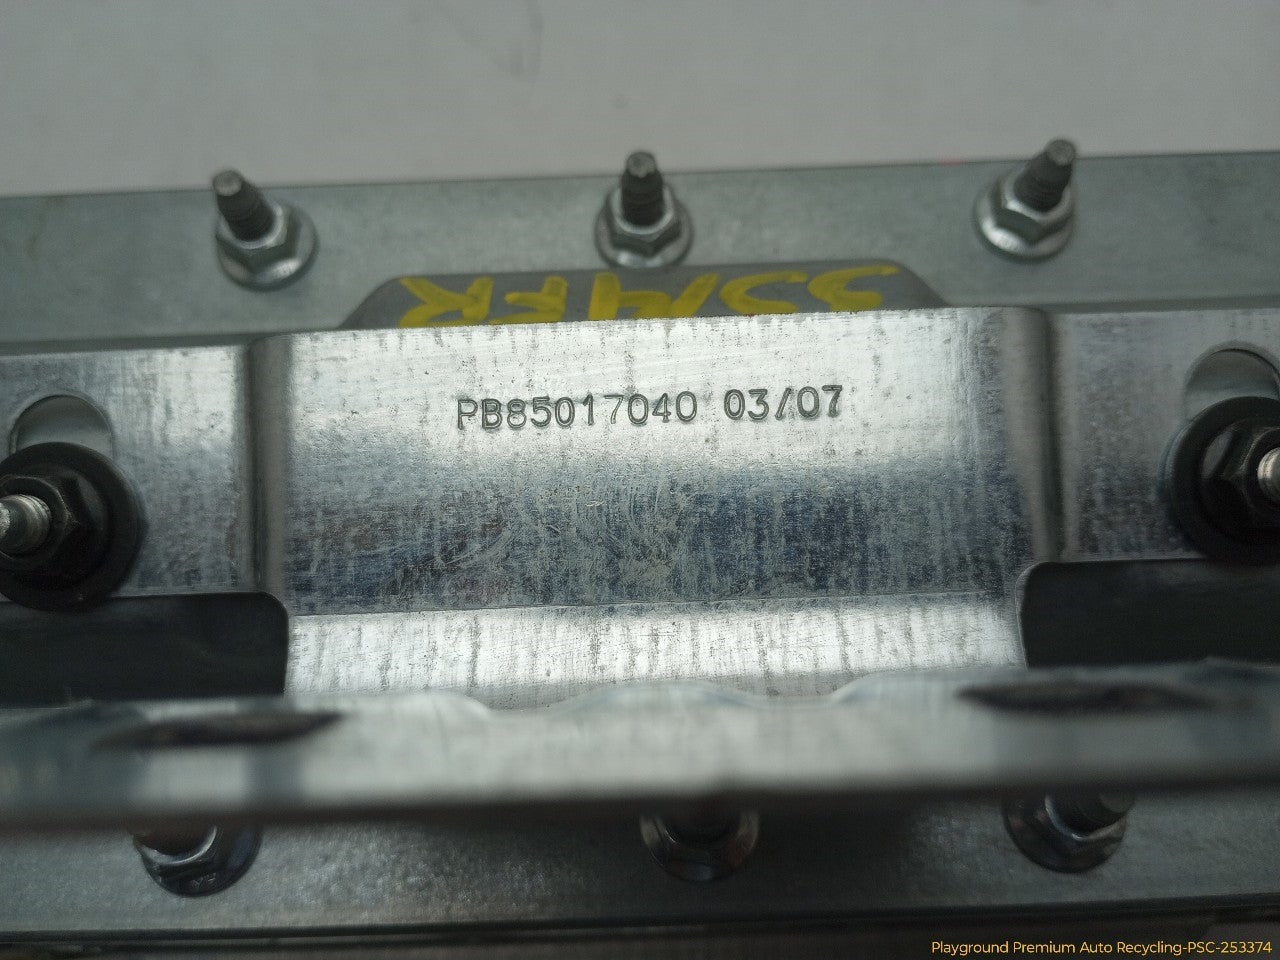 PB85017040 03/07
Playground Premium Auto Recycling-PSC-253374